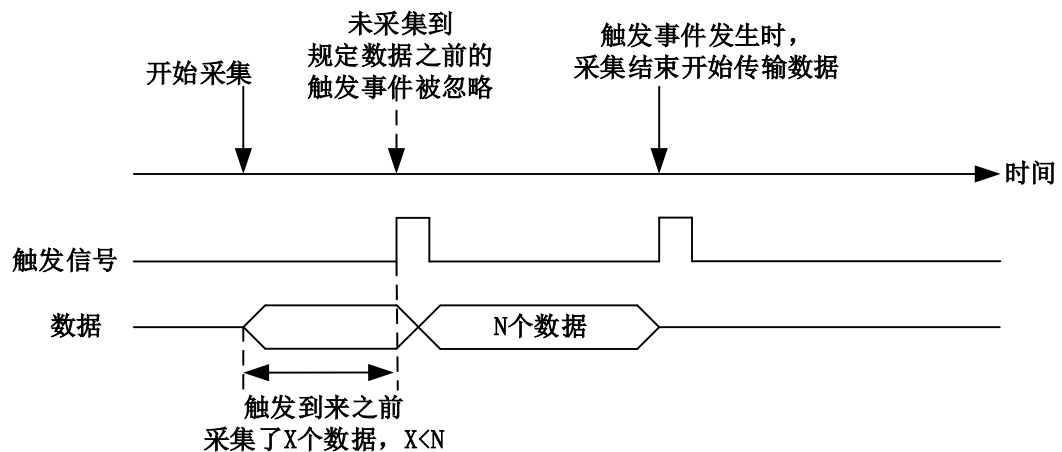 开始采集
未采集到
规定数据之前的
触发事件被忽略
触发事件发生时，
采集结束开始传输数据
时间
触发信号
数据
N个数据
触发到来之前
采集了X个数据，X<N